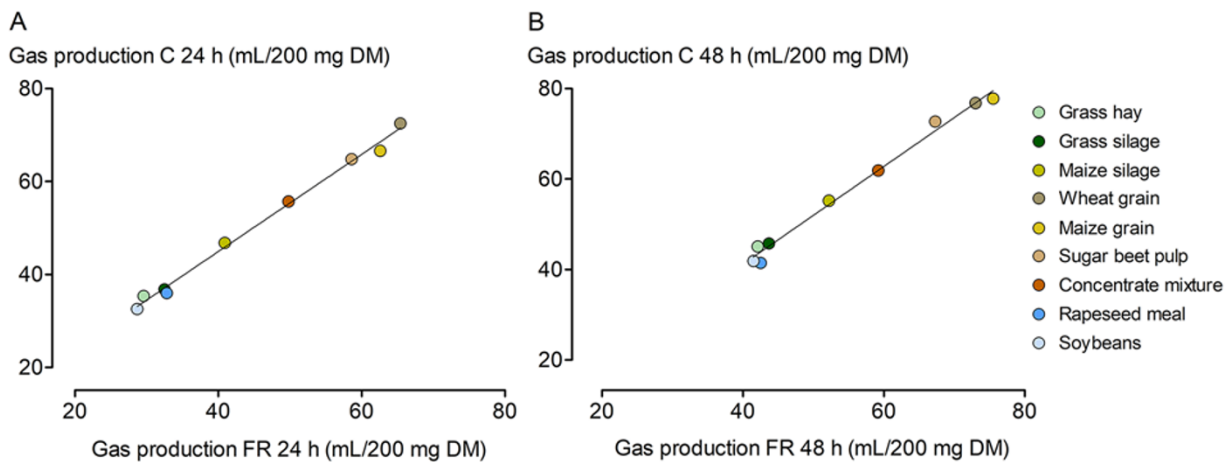 A
Gas production C 24 h (mL/200 mg DM)
80
60
40
20
20 40 60 80
Gas production FR 24 h (mL/200 mg DM)
B
Gas production C 48 h (mL/200 mg DM)
80
60
40
20
20 40 60 80
Gas production FR 48 h (mL/200 mg DM)
Grass hay
Grass silage
Maize silage
Wheat grain
Maize grain
Sugar beet pulp
Concentrate mixture
Rapeseed meal
Soybeans